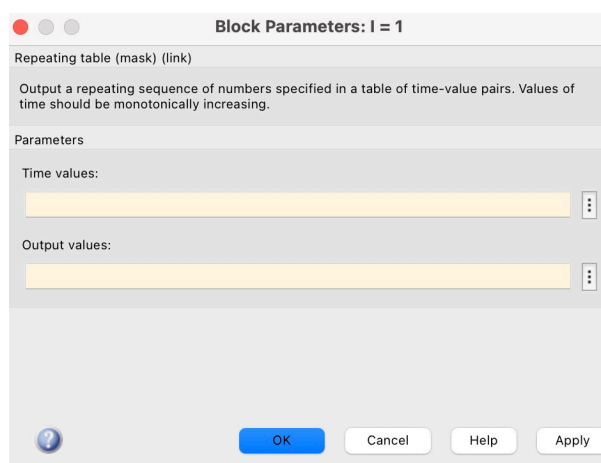 Block Parameters: I = 1
Repeating table (mask) (link)
Output a repeating sequence of numbers specified in a table of time-value pairs. Values of
time should be monotonically increasing.
Parameters
Time values:
Output values:
OK Cancel Help Apply